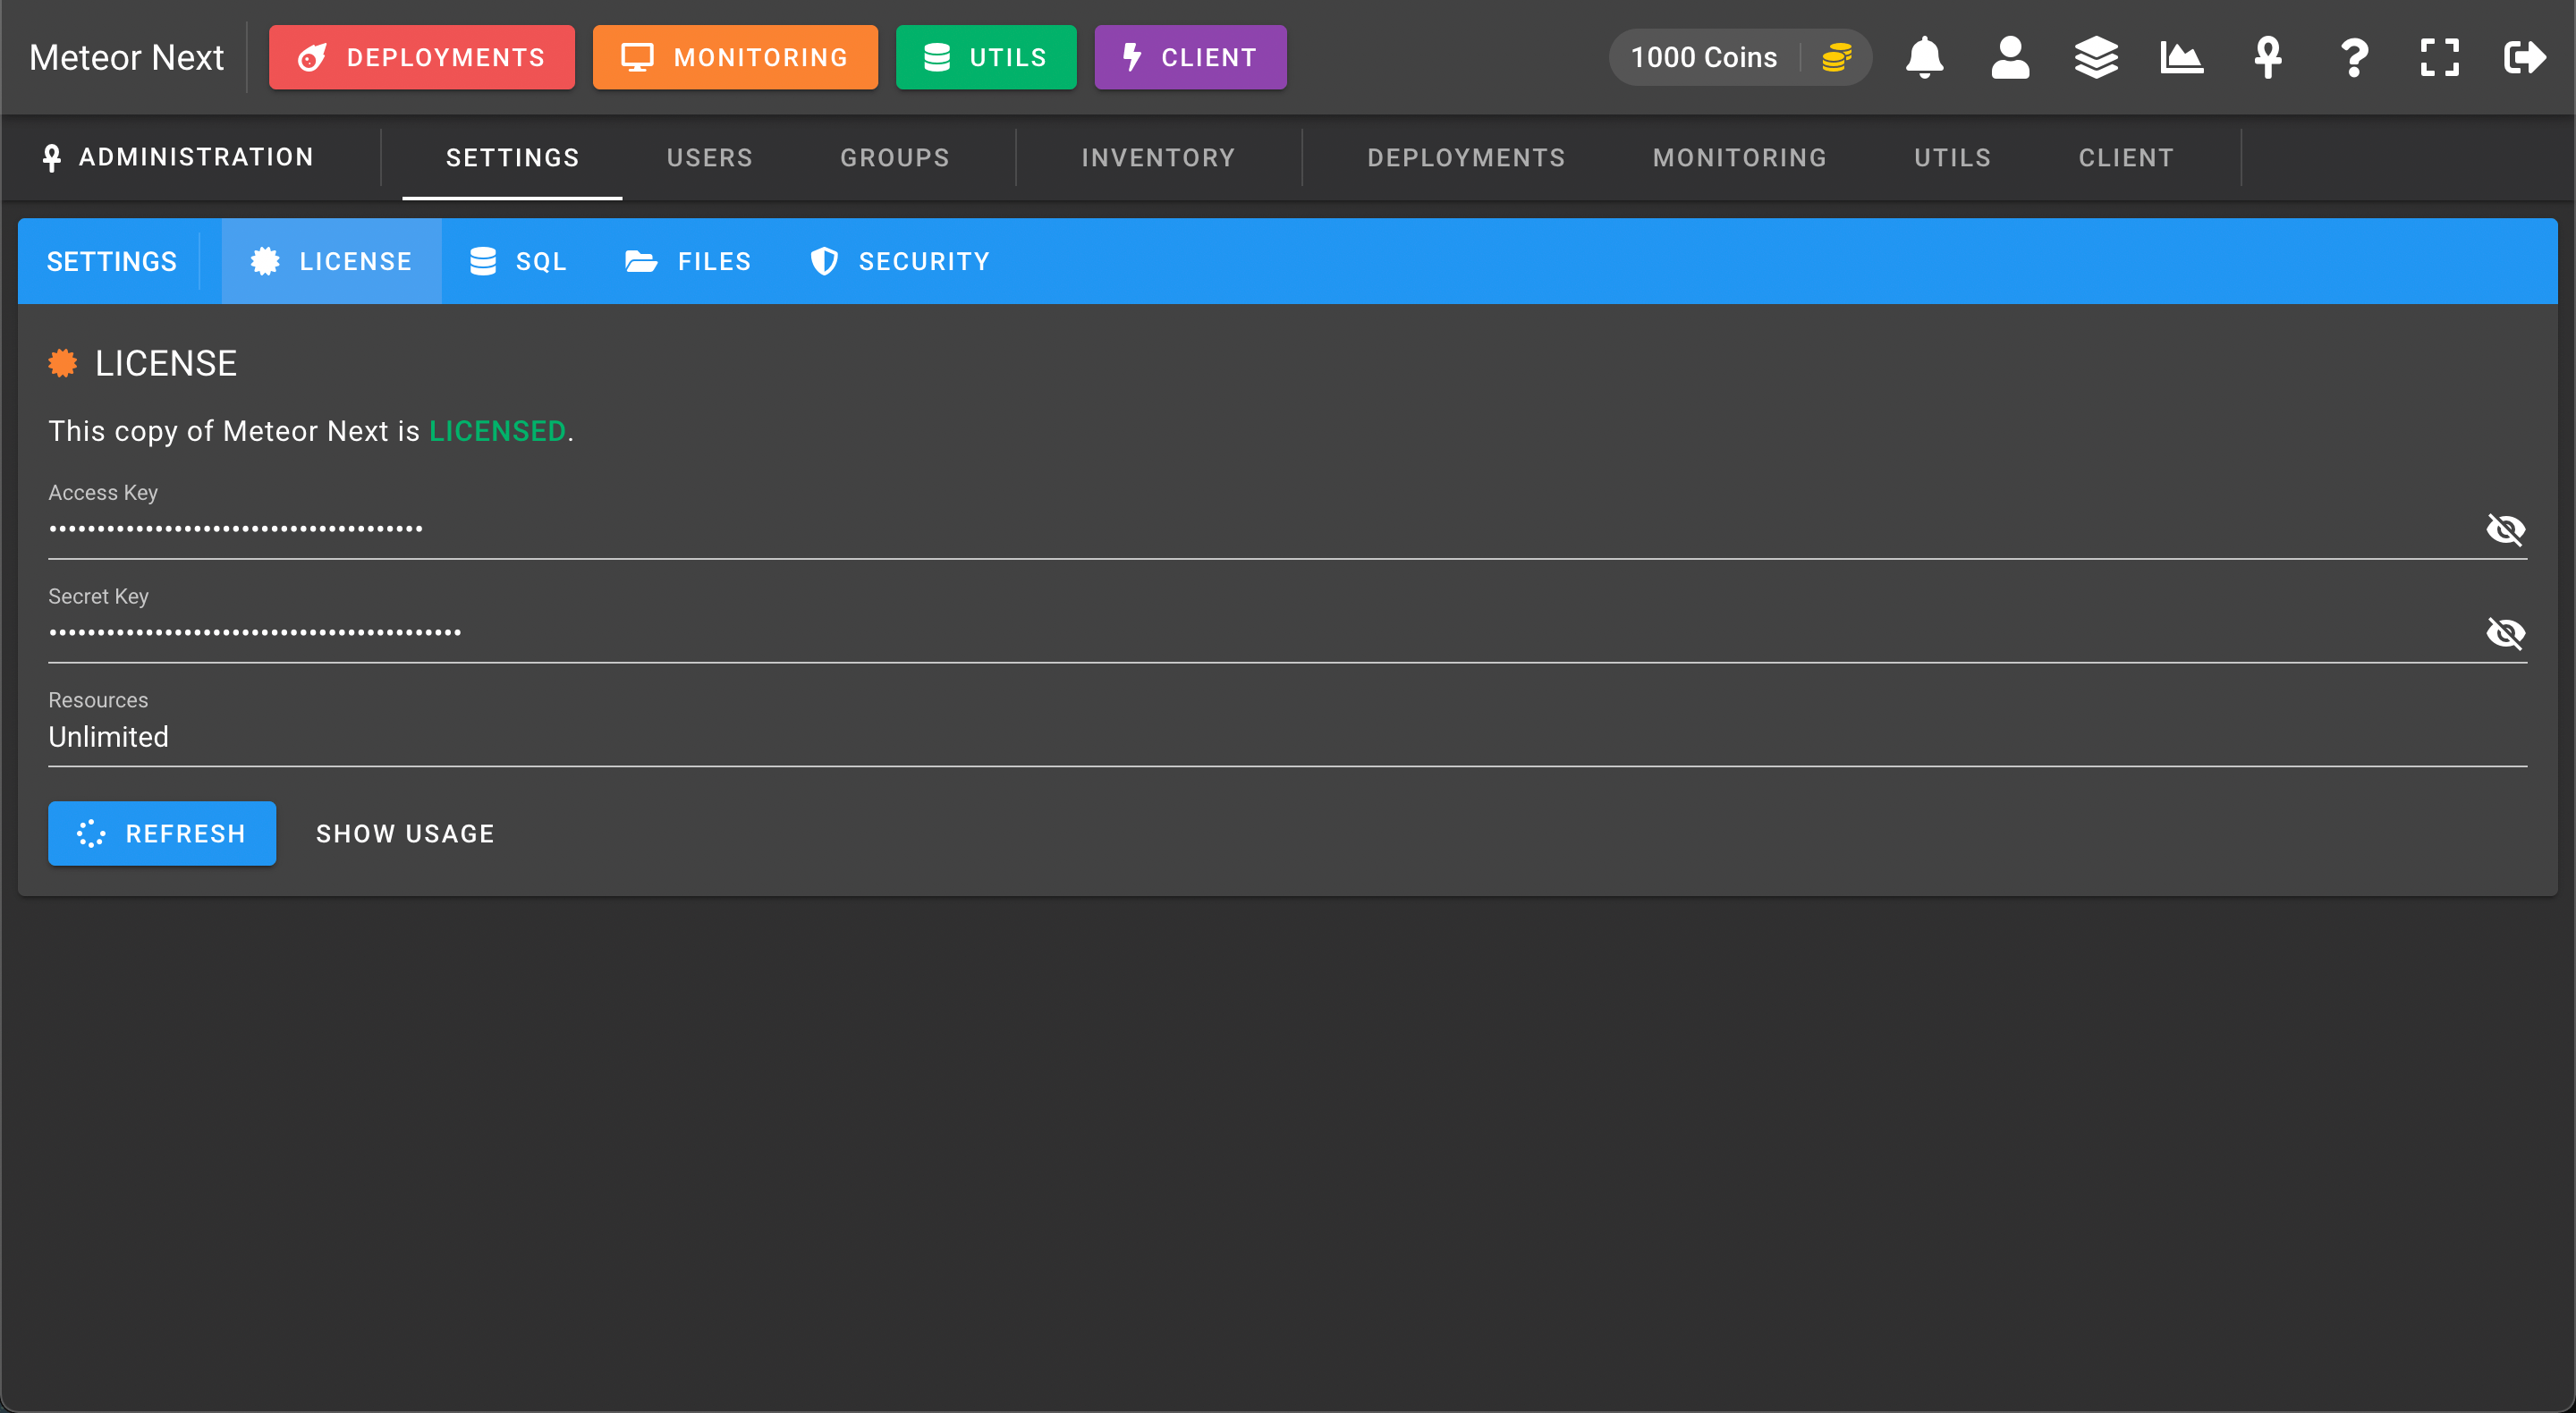 Meteor Next DEPLOYMENTS MONITORING UTILS CLIENT 1000 Coins
ADMINISTRATION SETTINGS USERS GROUPS INVENTORY DEPLOYMENTS MONITORING UTILS CLIENT
SETTINGS LICENSE SQL FILES SECURITY
LICENSE
This copy of Meteor Next is LICENSED.
Access Key
Secret Key
Resources
Unlimited
REFRESH SHOW USAGE